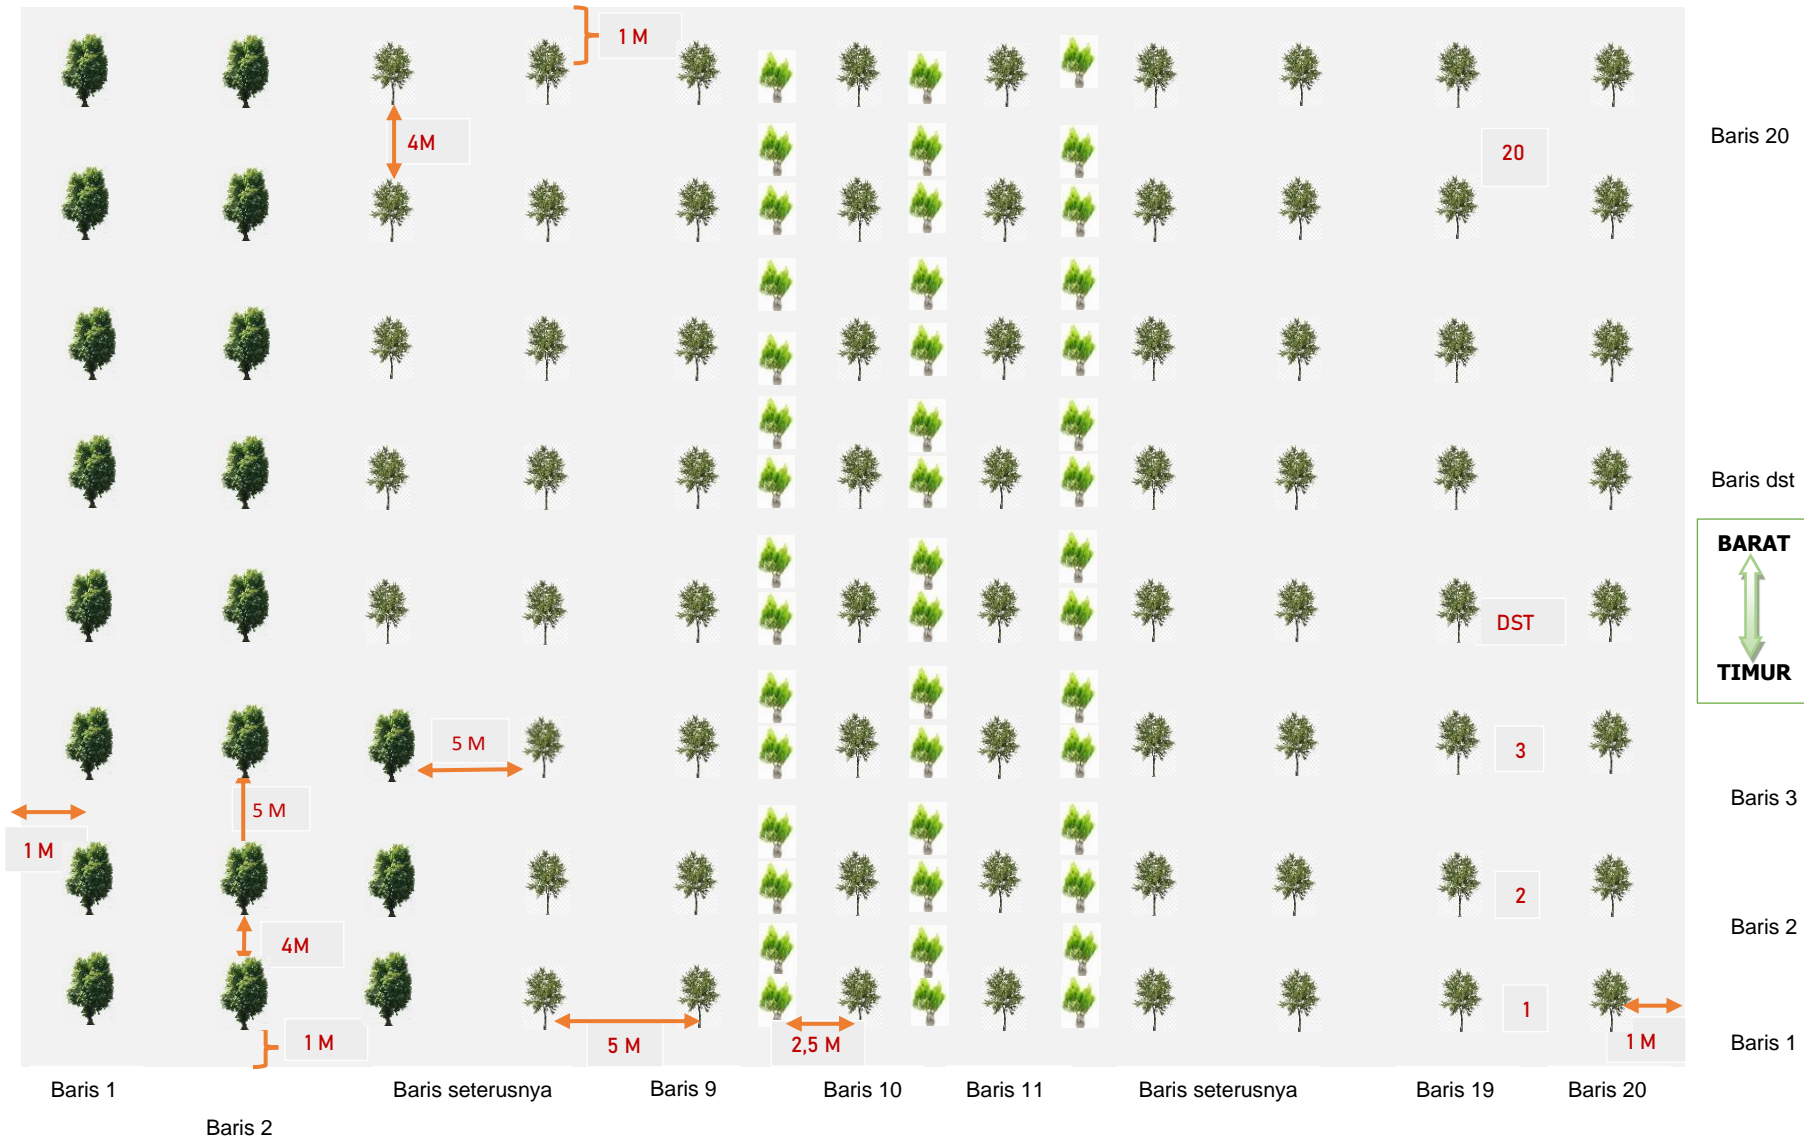 1 M
4M
20
Baris 20
Baris dst
BARAT
TIMUR
DST
5 M
3
5 M
Baris 3
1 M
2
Baris 2
4M
1
1 M
5 M
2,5 M
1 M
Baris 1
Baris 1
Baris seterusnya
Baris 9
Baris 10
Baris 11
Baris seterusnya
Baris 19
Baris 20
Baris 2